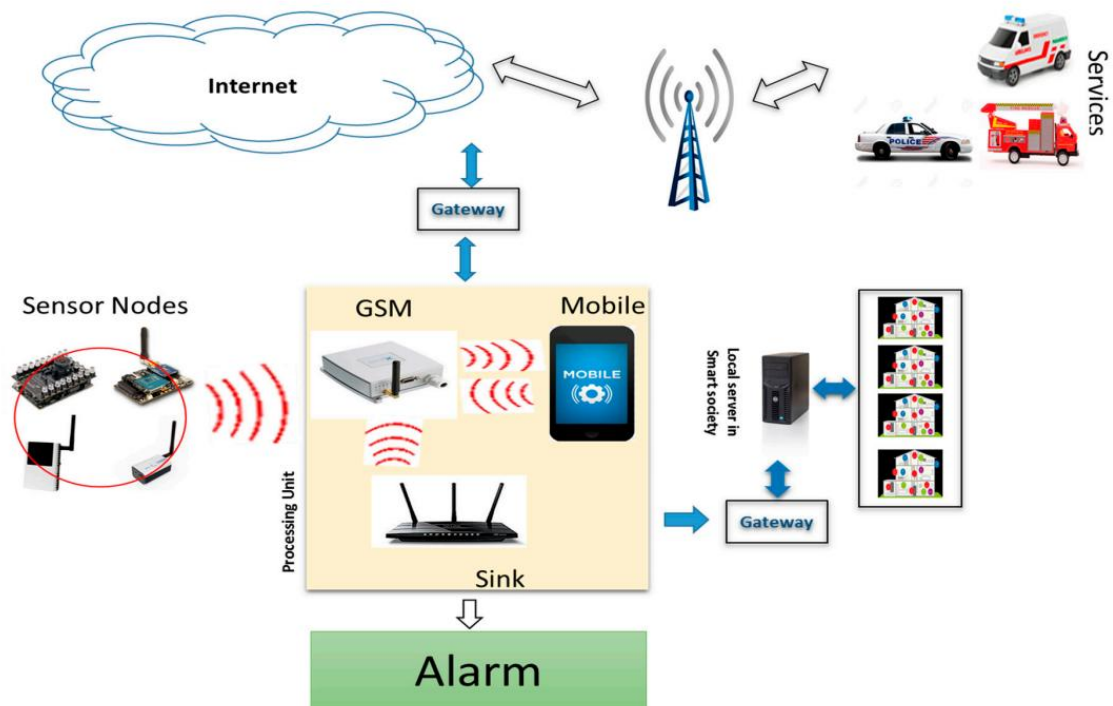 Internet
Services
POLICE
Gateway
Sensor Nodes
GSM
Mobile
MOBILE
Processing Unit
Sink
Local server in
Smart society
Gateway
Alarm